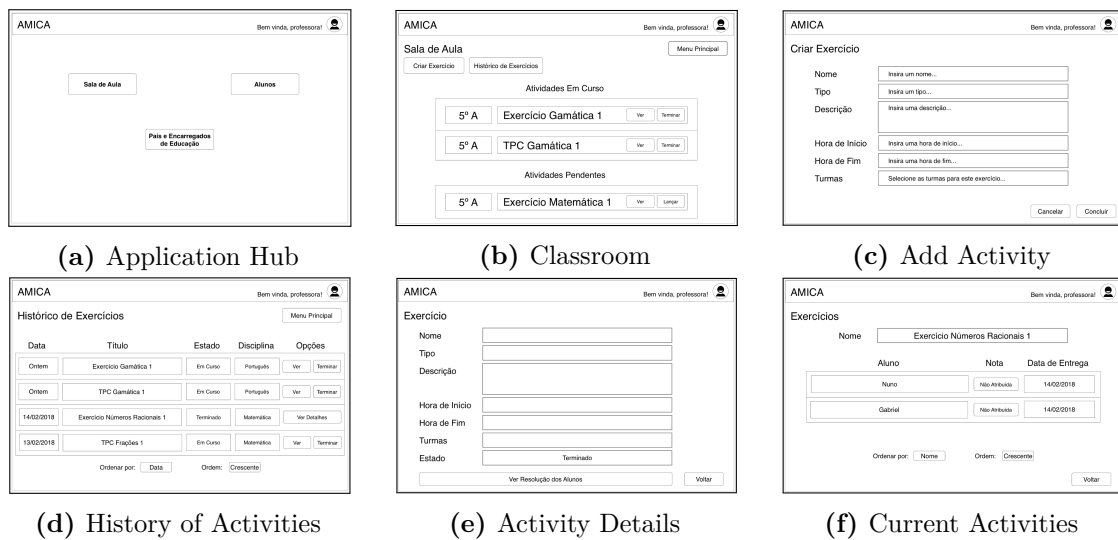 AMICA
Bem vinda, professora!
Sala de Aula
Alunos
Pais e Encarregados
de Educação
(a) Application Hub
AMICA
Bem vinda, professora!
Sala de Aula
Menu Principal
Criar Exercício
Histórico de Exercícios
Atividades Em Curso
5º A
Exercício Gamática 1
Ver
Terminar
5º A
TPC Gamática 1
Ver
Terminar
Atividades Pendentes
5º A
Exercício Matemática 1
Ver
Lançar
(b) Classroom
AMICA
Bem vinda, professora!
Criar Exercício
Nome
Insira um nome...
Tipo
Insira um tipo...
Descrição
Insira uma descrição...
Hora de Início
Insira uma hora de início...
Hora de Fim
Insira uma hora de fim...
Turmas
Selecione as turmas para este exercício...
Cancelar
Concluir
(c) Add Activity
AMICA
Bem vinda, professora!
Histórico de Exercícios
Menu Principal
Data Título Estado Disciplina Opções
Ontem Exercício Gamática 1 Em Curso Português Ver Terminar
Ontem TPC Gamática 1 Em Curso Português Ver Terminar
14/02/2018 Exercício Números Racionais 1 Terminado Matemática Ver Detalhes
13/02/2018 TPC Frações 1 Em Curso Matemática Ver Terminar
Ordenar por: Data Ordem: Crescente
(d) History of Activities
AMICA
Bem vinda, professora!
Exercício
Nome
Tipo
Descrição
Hora de Início
Hora de Fim
Turmas
Estado
Terminado
Ver Resolução dos Alunos
Voltar
(e) Activity Details
AMICA
Bem vinda, professora!
Exercícios
Nome
Exercício Números Racionais 1
Aluno Nota Data de Entrega
Nuno Não Atribuida 14/02/2018
Gabriel Não Atribuida 14/02/2018
Ordenar por: Nome Ordem: Crescente
Voltar
(f) Current Activities